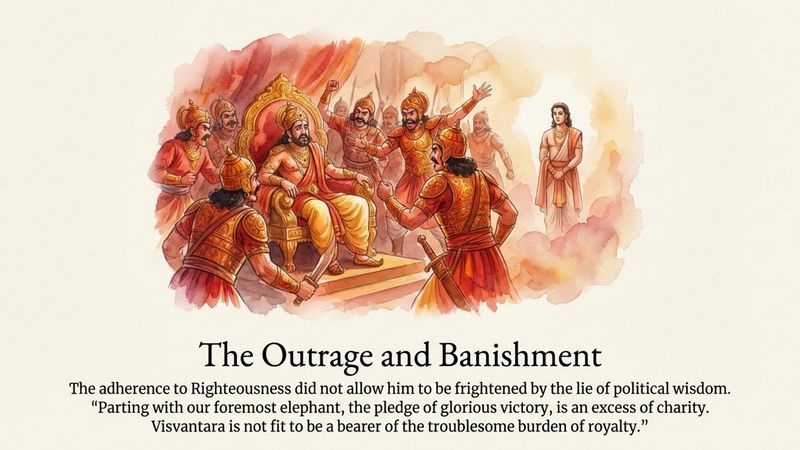 The Outrage and Banishment
The adherence to Righteousness did not allow him to be frightened by the lie of political wisdom.
“Parting with our foremost elephant, the pledge of glorious victory, is an excess of charity.
Visvantara is not fit to be a bearer of the troublesome burden of royalty.”